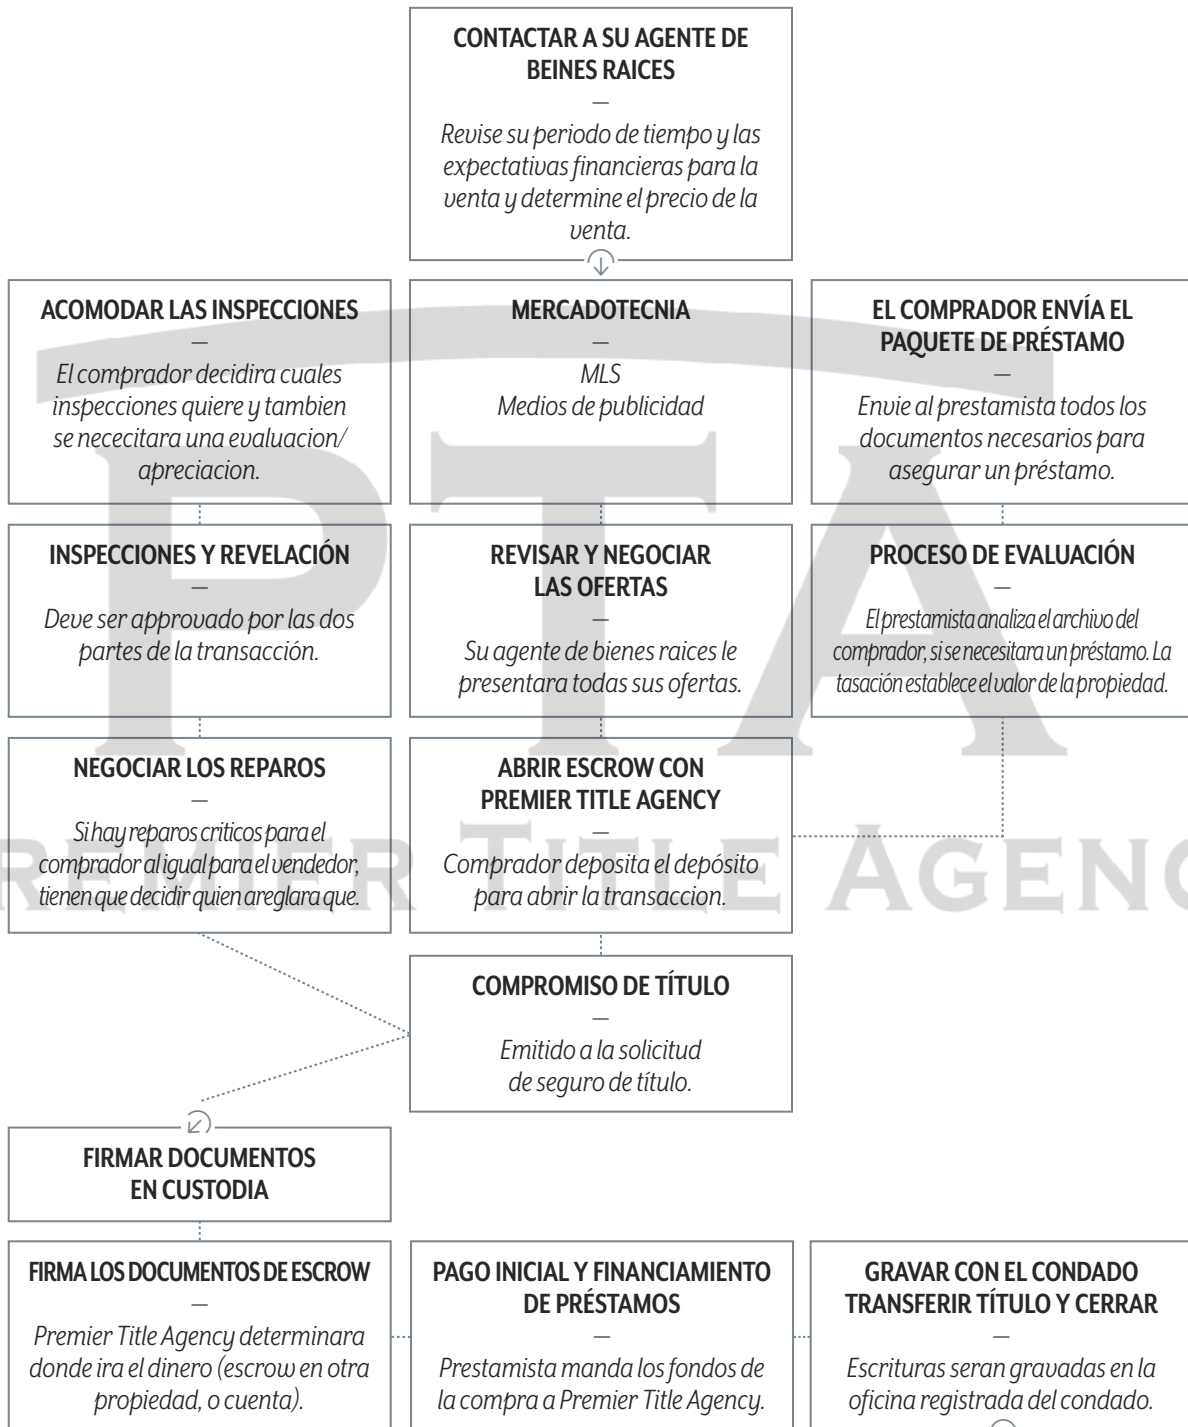 CONTACTAR A SU AGENTE DE
BEINES RAICES
—
Revise su periodo de tiempo y las
expectativas financieras para la
venta y determine el precio de la
venta.
ACOMODAR LAS INSPECCIONES
—
El comprador decidira cuales
inspecciones quiere y tambien
se nececitara una evaluacion/
apreciacion.
MERCADOTECNIA
—
MLS
Medios de publicidad
EL COMPRADOR ENVÍA EL
PAQUETE DE PRÉSTAMO
—
Envie al prestamista todos los
documentos necesarios para
asegurar un préstamo.
INSPECCIONES Y REVELACIÓN
—
Deve ser approvado por las dos
partes de la transacción.
REVISAR Y NEGOCIAR
LAS OFERTAS
—
Su agente de bienes raices le
presentara todas sus ofertas.
PROCESO DE EVALUACIÓN
—
El prestamista analiza el archivo del
comprador, si se necesitara un préstamo. La
tasación establece el valor de la propiedad.
NEGOCIAR LOS REPAROS
—
Si hay reparos criticos para el
comprador al igual para el vendedor,
tienen que decidir quien areglara que.
ABRIR ESCROW CON
PREMIER TITLE AGENCY
—
Comprador deposita el depósito
para abrir la transaccion.
COMPROMISO DE TÍTULO
—
Emitido a la solicitud
de seguro de título.
FIRMAR DOCUMENTOS
EN CUSTODIA
FIRMA LOS DOCUMENTOS DE ESCROW
—
Premier Title Agency determinara
donde ira el dinero (escrow en otra
propiedad, o cuenta).
PAGO INICIAL Y FINANCIAMIENTO
DE PRÉSTAMOS
—
Prestamista manda los fondos de
la compra a Premier Title Agency.
GRAVAR CON EL CONDADO
TRANSFERIR TÍTULO Y CERRAR
—
Escrituras seran gravadas en la
oficina registrada del condado.
PTA
REMIER TITLE AGENC